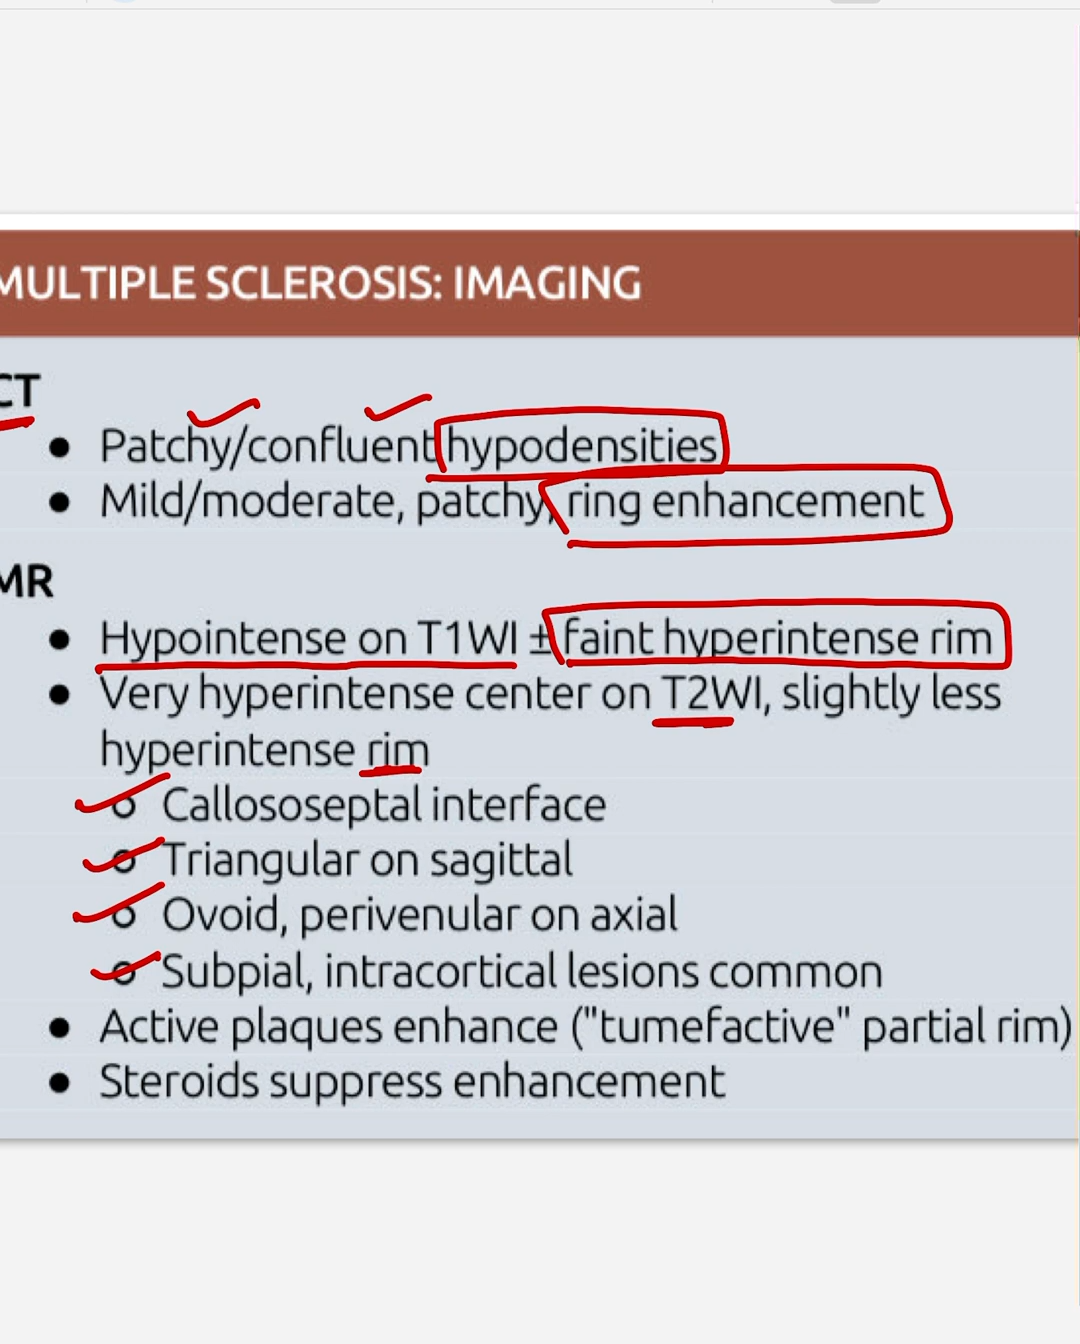 MULTIPLE SCLEROSIS: IMAGING
CT
● Patchy/confluent hypodensities
● Mild/moderate, patchy, ring enhancement
MR
● Hypointense on T1WI ± faint hyperintense rim
● Very hyperintense center on T2WI, slightly less
hyperintense rim
○ Callososeptal interface
○ Triangular on sagittal
○ Ovoid, perivenular on axial
○ Subpial, intracortical lesions common
● Active plaques enhance ("tumefactive" partial rim)
● Steroids suppress enhancement